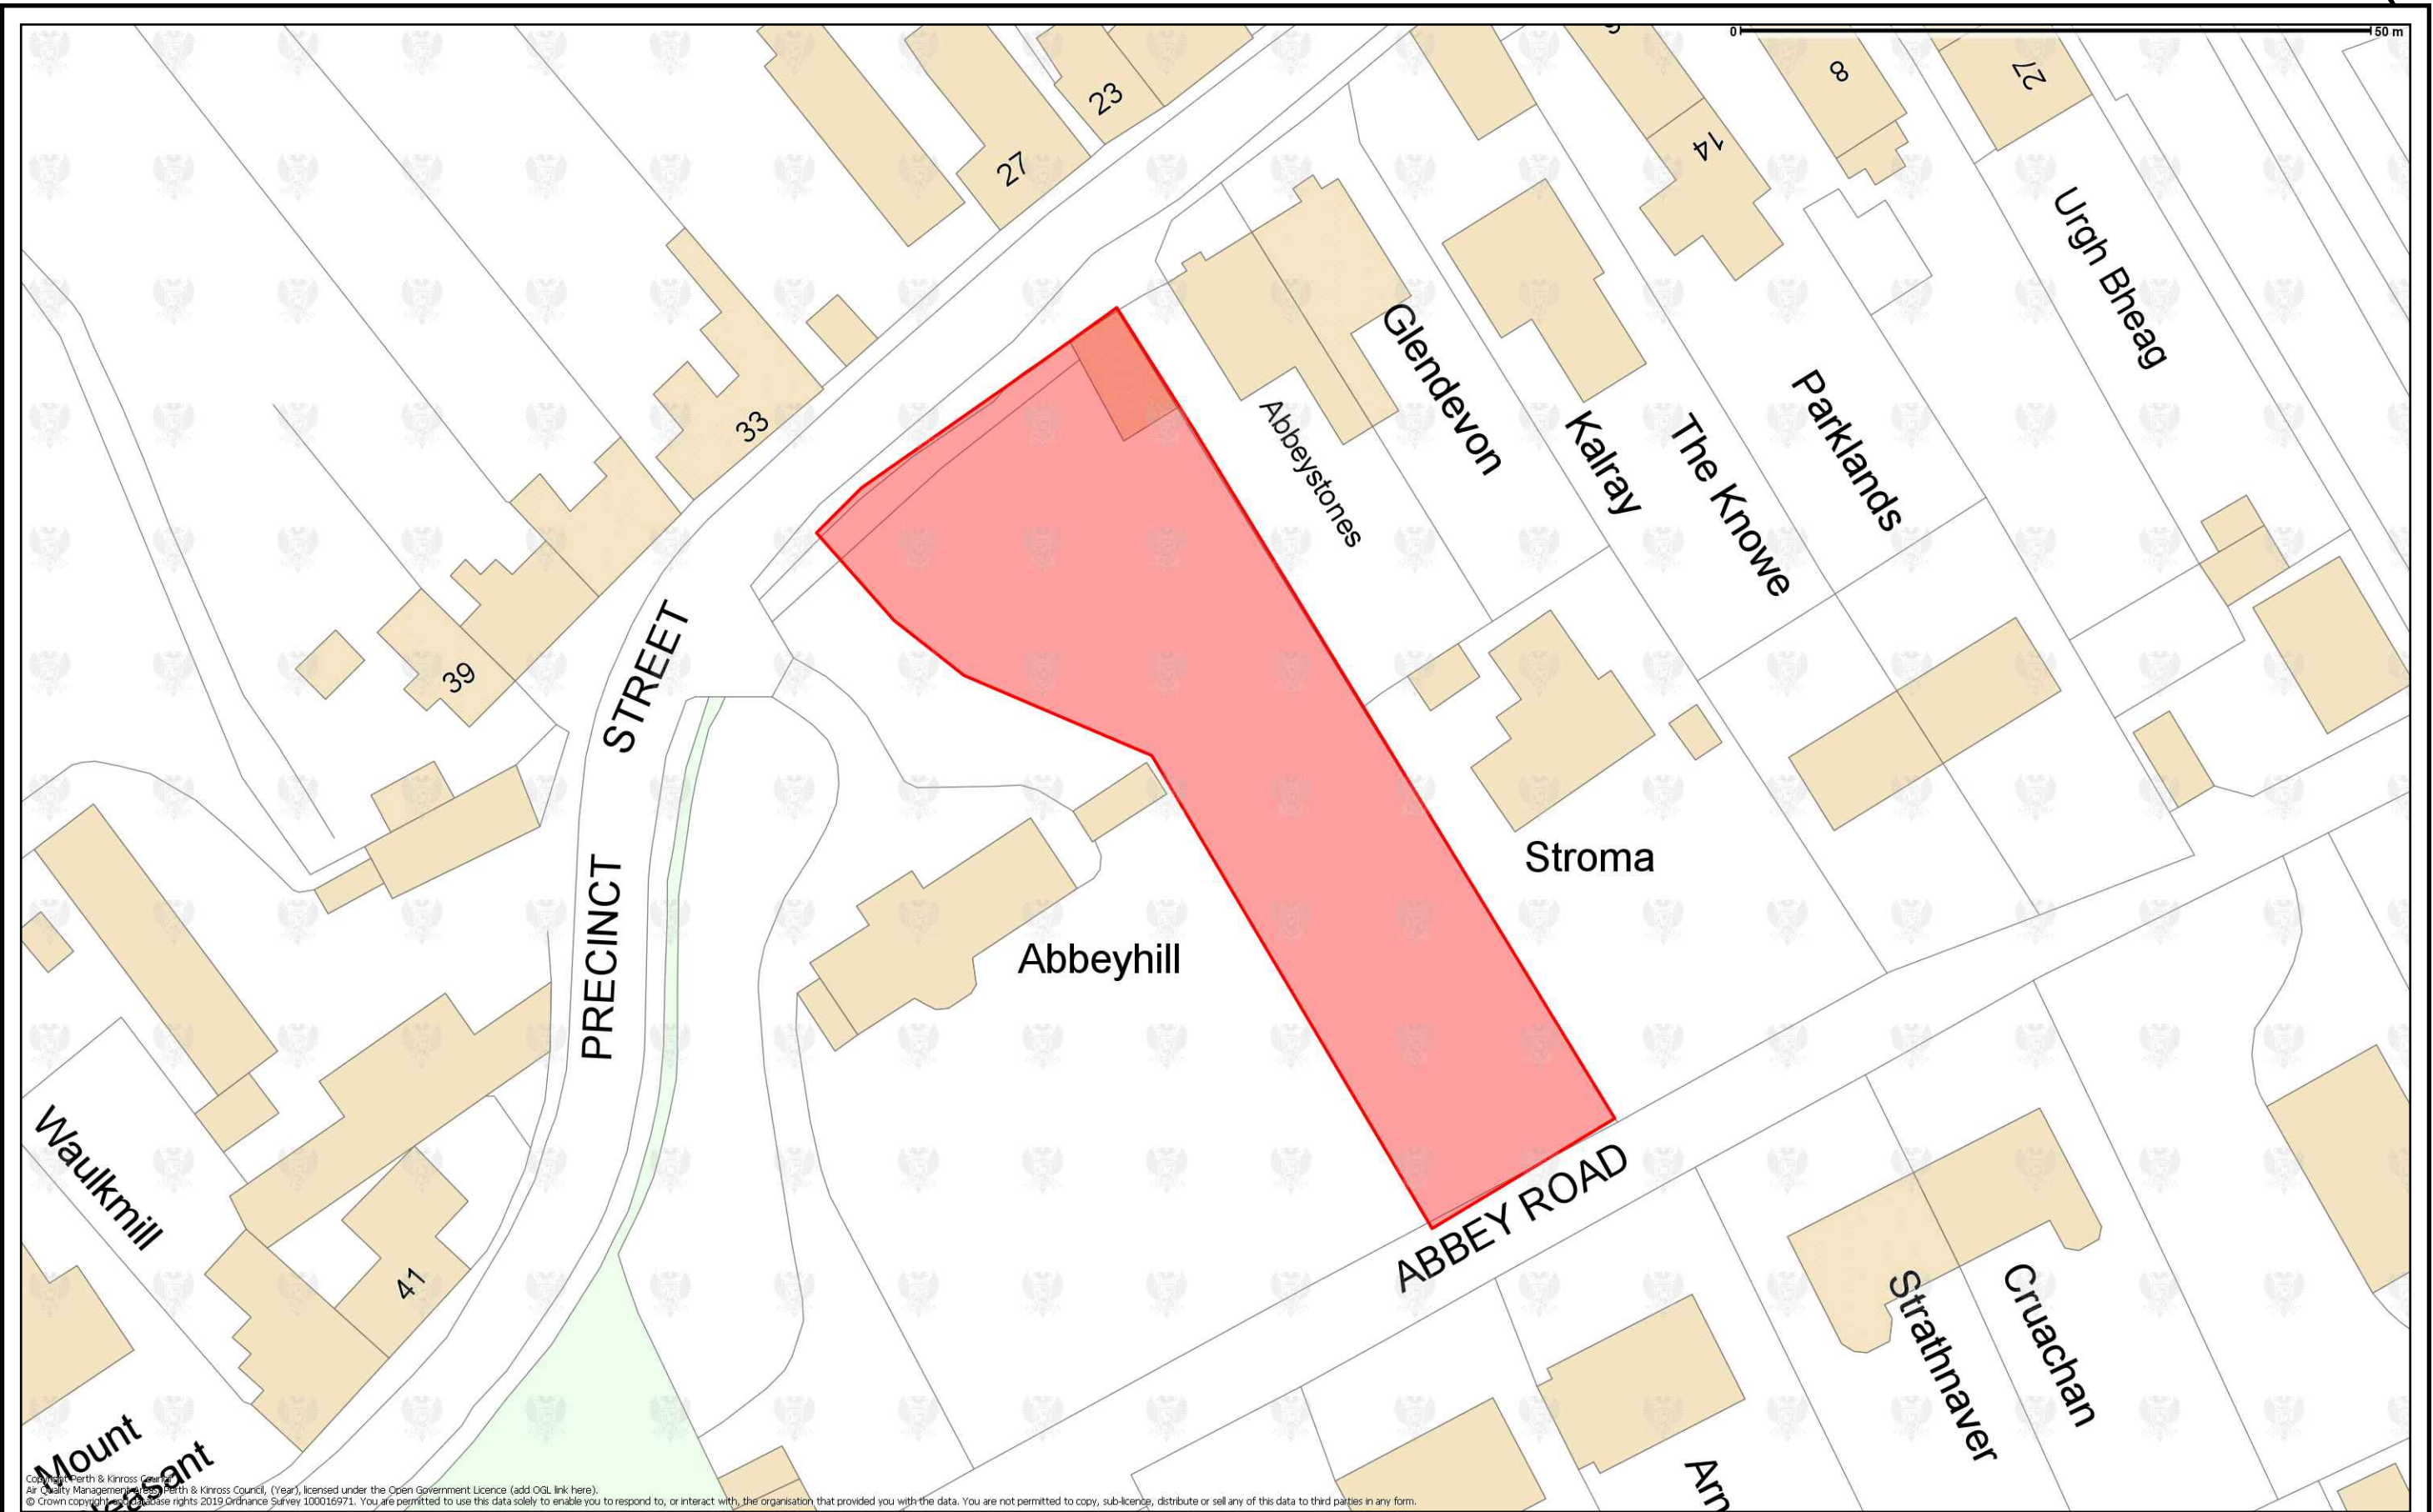 0
50 m
8
27
23
14
27
Urgh Bheag
Glendevon
Parklands
Abbeystones
Kalray
The Knowe
33
39
STREET
Stroma
PRECINCT
Abbeyhill
Waulkmill
ABBEY ROAD
41
Strathnaver
Cruachan
Mount
easant
Arn
Copyright Perth & Kinross Council
Air Quality Management Areas, Perth & Kinross Council, (Year), licensed under the Open Government Licence (add OGL link here).
© Crown copyright and database rights 2019 Ordnance Survey 100016971. You are permitted to use this data solely to enable you to respond to, or interact with, the organisation that provided you with the data. You are not permitted to copy, sub-licence, distribute or sell any of this data to third parties in any form.